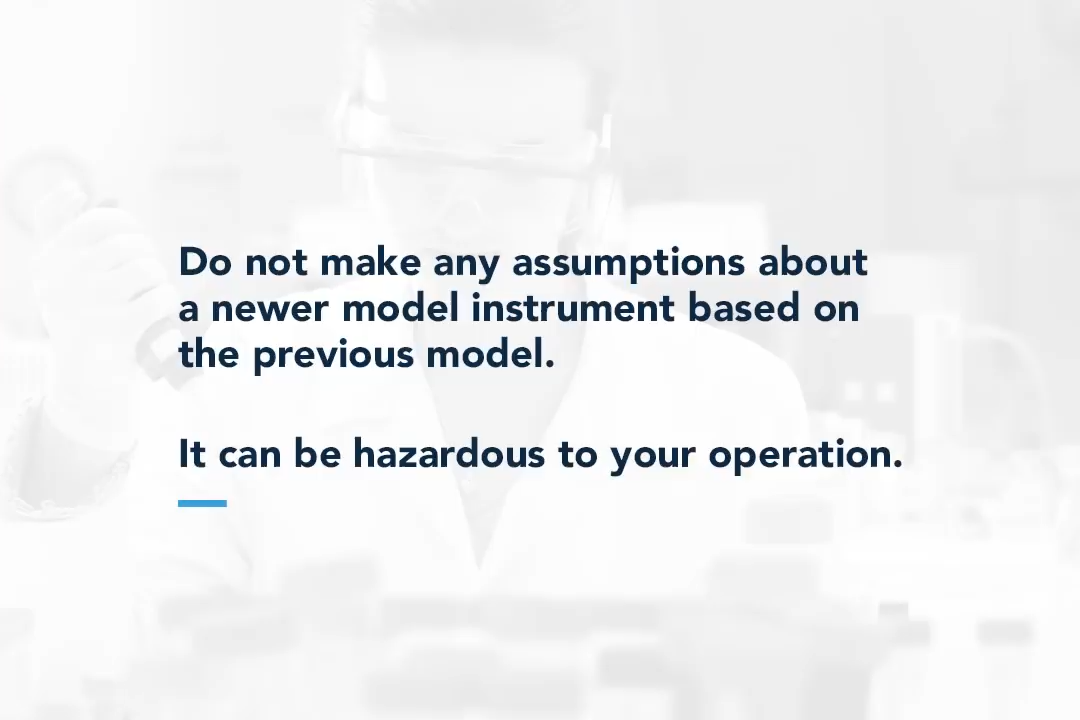 Do not make any assumptions about
a newer model instrument based on
the previous model.
It can be hazardous to your operation.